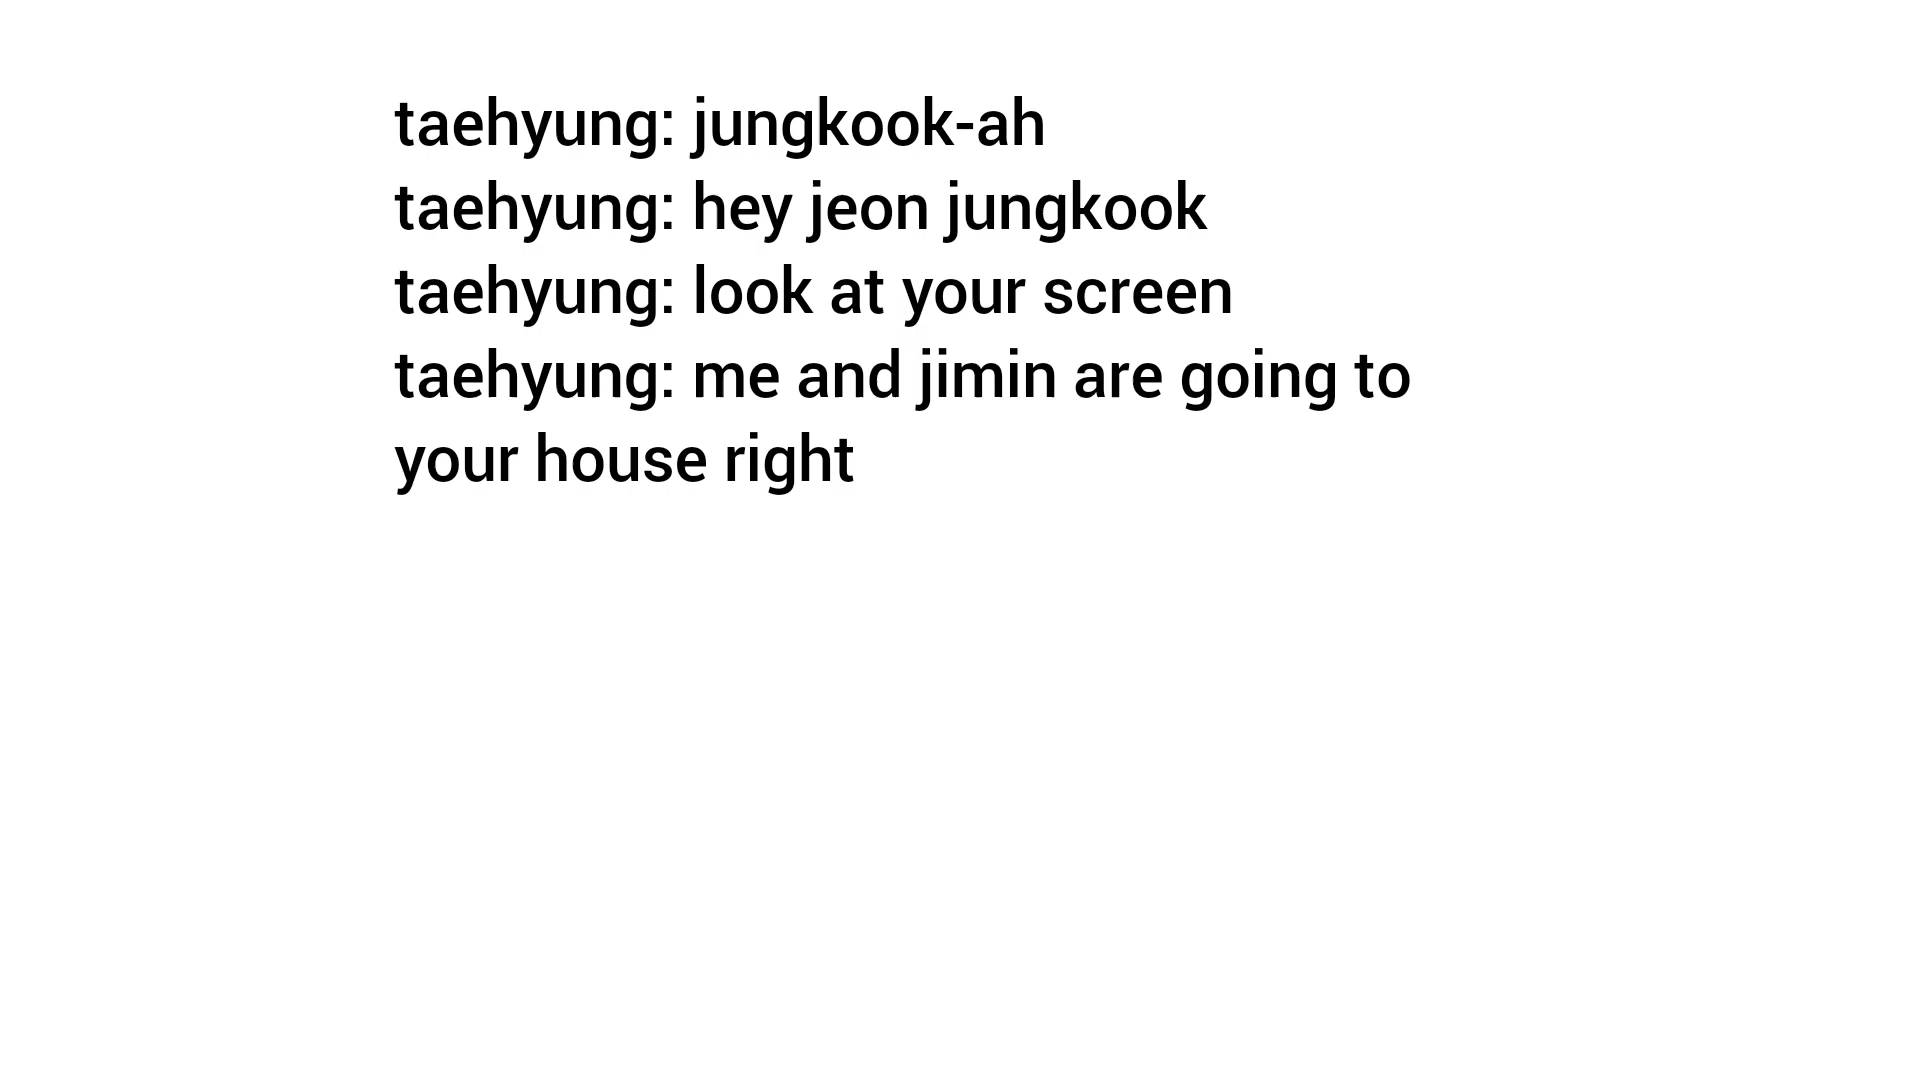 taehyung: jungkook-ah
taehyung: hey jeon jungkook
taehyung: look at your screen
taehyung: me and jimin are going to
your house right